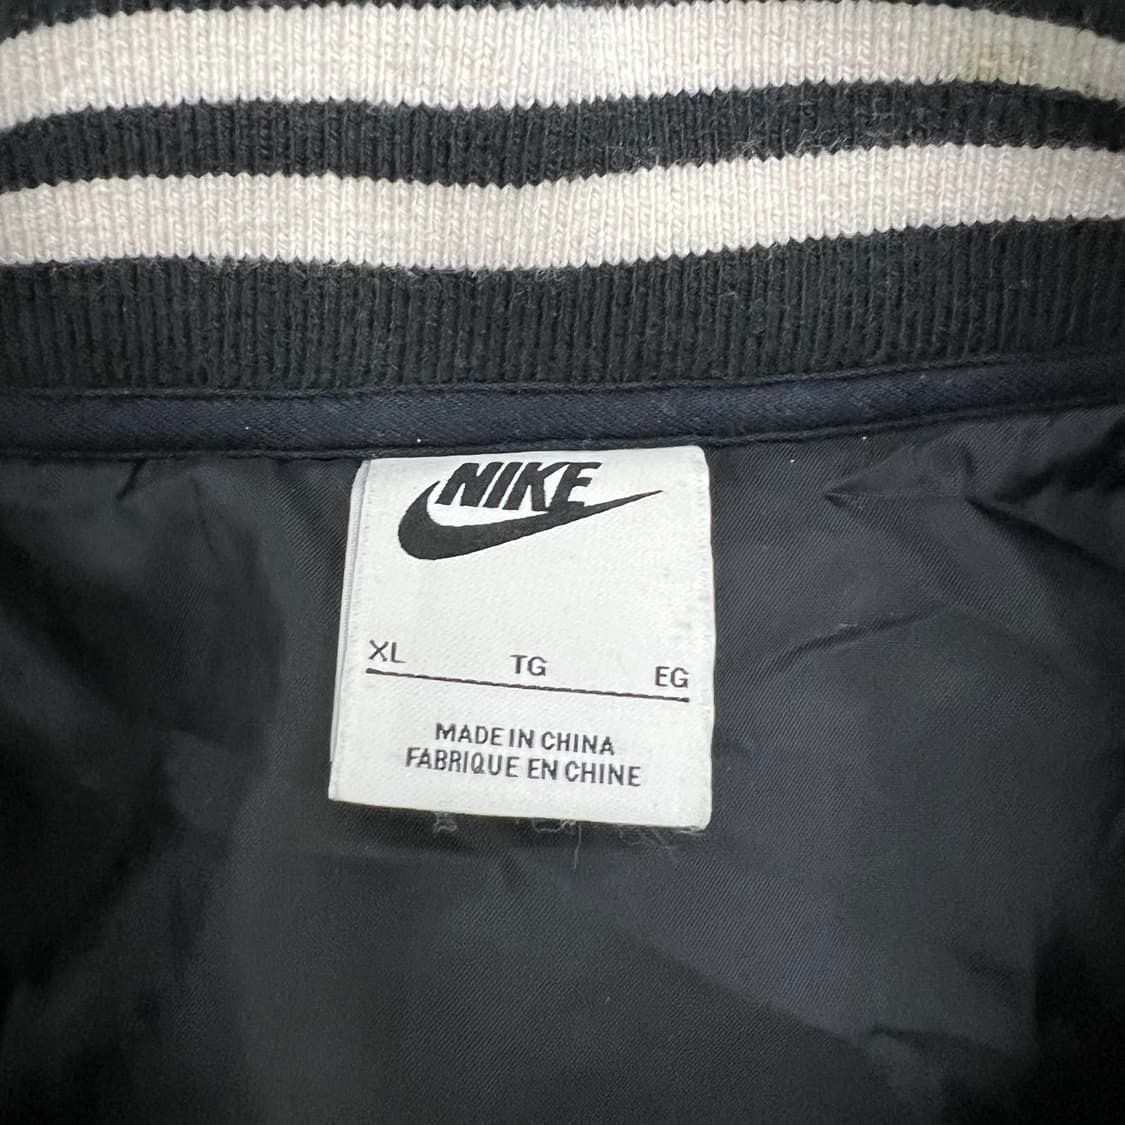 NIKE
XL TG EG
MADE IN CHINA
FABRIQUE EN CHINE